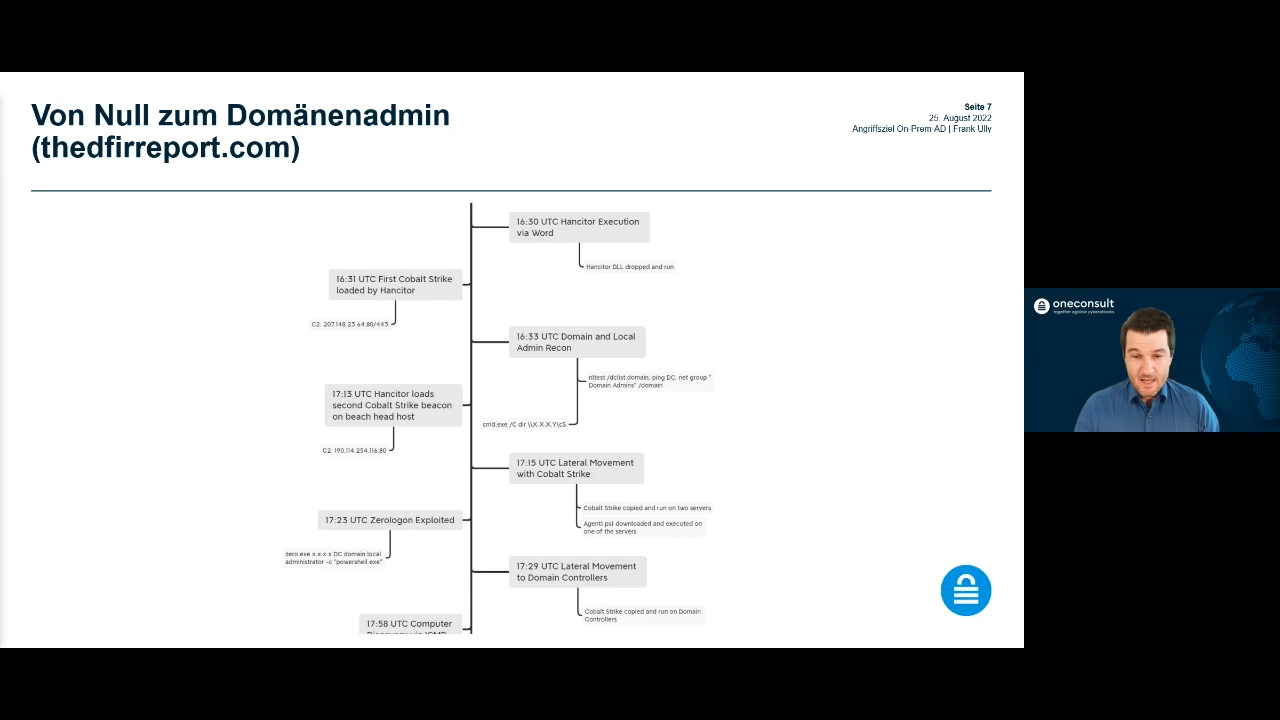 Von Null zum Domänenadmin
(thedfirreport.com)
Seite 7
25. August 2022
Angriffsziel On-Prem-AD | Frank Ully
16:30 UTC Hancitor Execution
via Word
Hancitor DLL dropped and run
16:31 UTC First Cobalt Strike
loaded by Hancitor
C2: 207.148.23.64:80/443
16:33 UTC Domain and Local
Admin Recon
nltest /dclist:domain, ping DC, net group "
Domain Admins" /domain
cmd.exe /C dir \\X.X.X.Y\c$
17:13 UTC Hancitor loads
second Cobalt Strike beacon
on beach head host
C2: 190.114.254.116:80
17:15 UTC Lateral Movement
with Cobalt Strike
Cobalt Strike copied and run on two servers
Agent1.ps1 downloaded and executed on
one of the servers
17:23 UTC Zerologon Exploited
zero.exe x.x.x.x DC domain.local
administrator -c "powershell.exe"
17:29 UTC Lateral Movement
to Domain Controllers
Cobalt Strike copied and run on Domain
Controllers
17:58 UTC Computer
Discovery via ICMP
oneconsult
together against cyberattacks